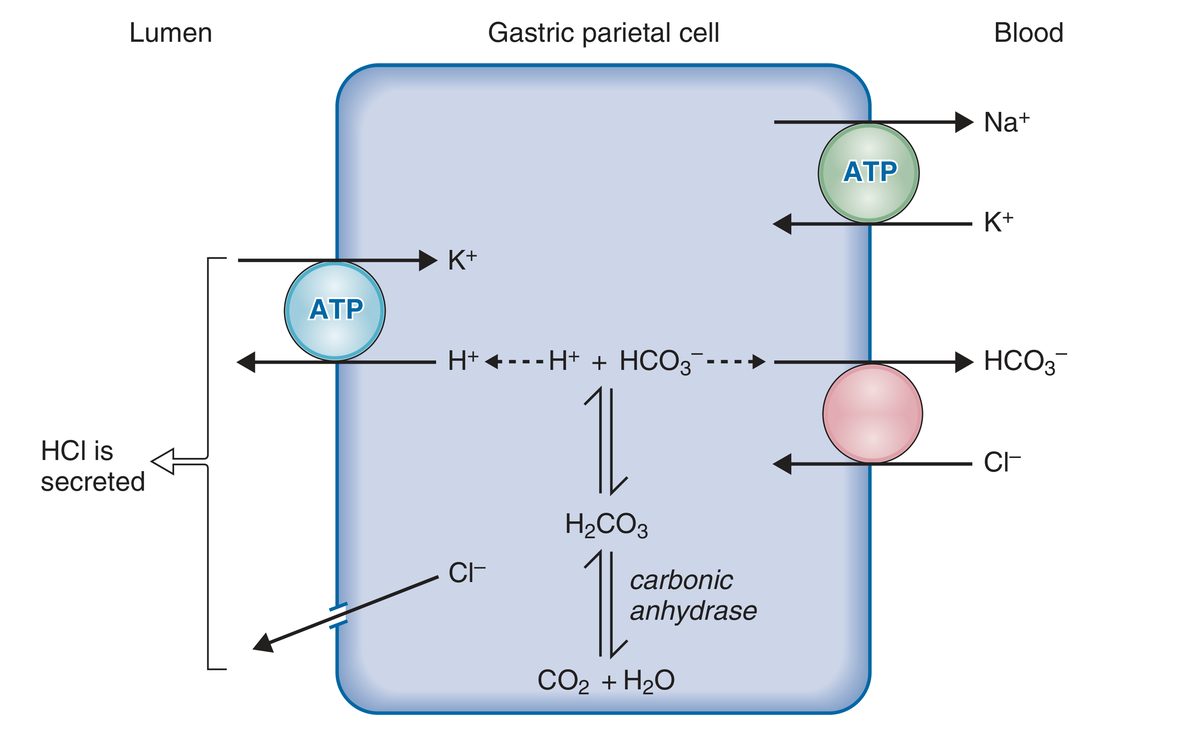 Lumen
Gastric parietal cell
Blood
Na⁺
ATP
K⁺
K⁺
ATP
H⁺ H⁺ + HCO₃⁻ HCO₃⁻
HCl is
secreted
Cl⁻
H₂CO₃
Cl⁻
carbonic
anhydrase
CO₂ + H₂O